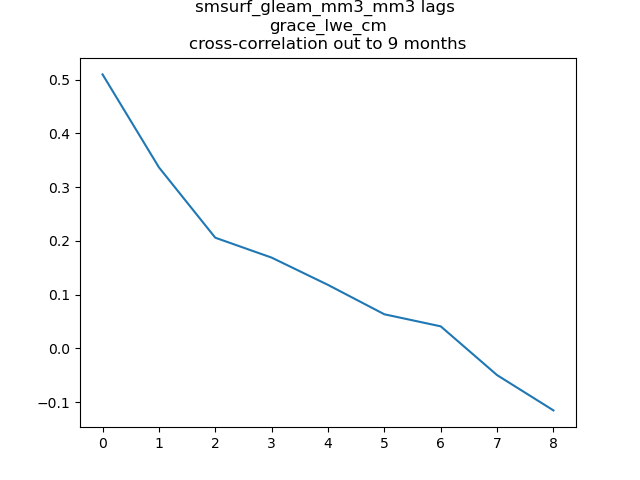 smsurf_gleam_mm3_mm3 lags
grace_lwe_cm
cross-correlation out to 9 months
0.5
0.4
0.3
0.2
0.1
0.0
−0.1
0 1 2 3 4 5 6 7 8